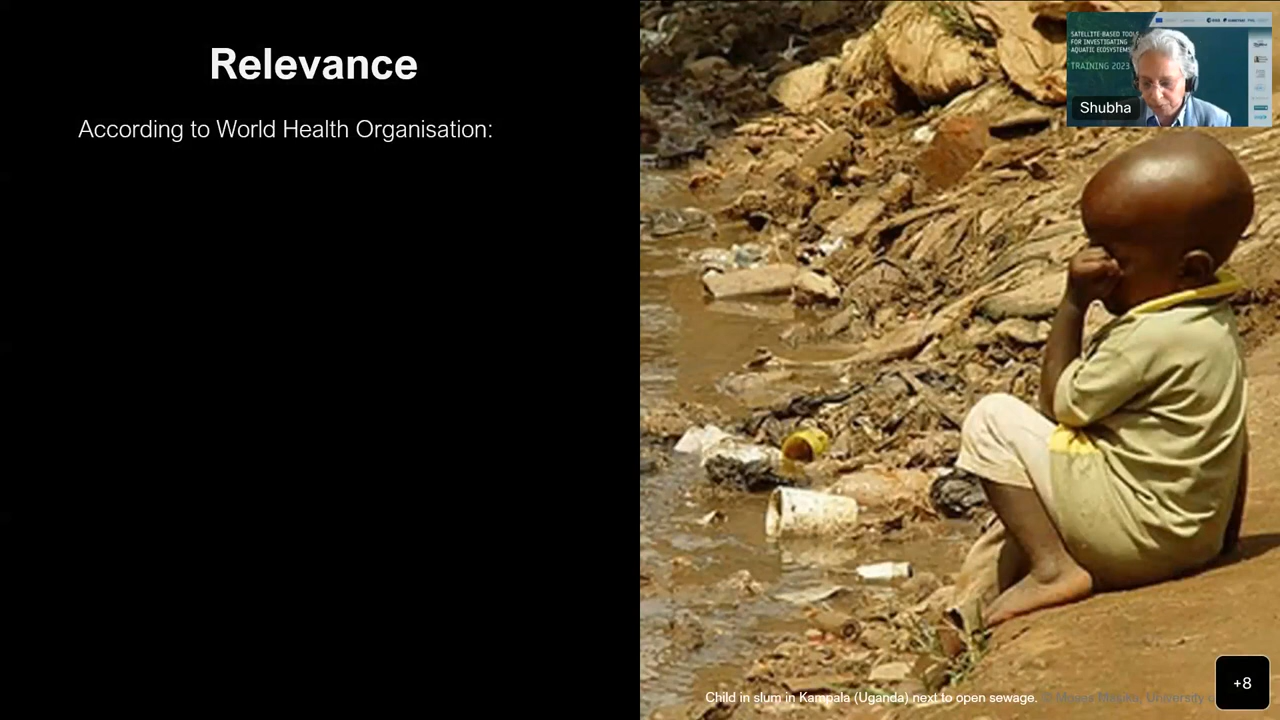 Relevance
According to World Health Organisation:
SATELLITE-BASED TOOLS
FOR INVESTIGATING
AQUATIC ECOSYSTEMS
TRAINING 2023
Shubha
Child in slum in Kampala (Uganda) next to open sewage. University
+8